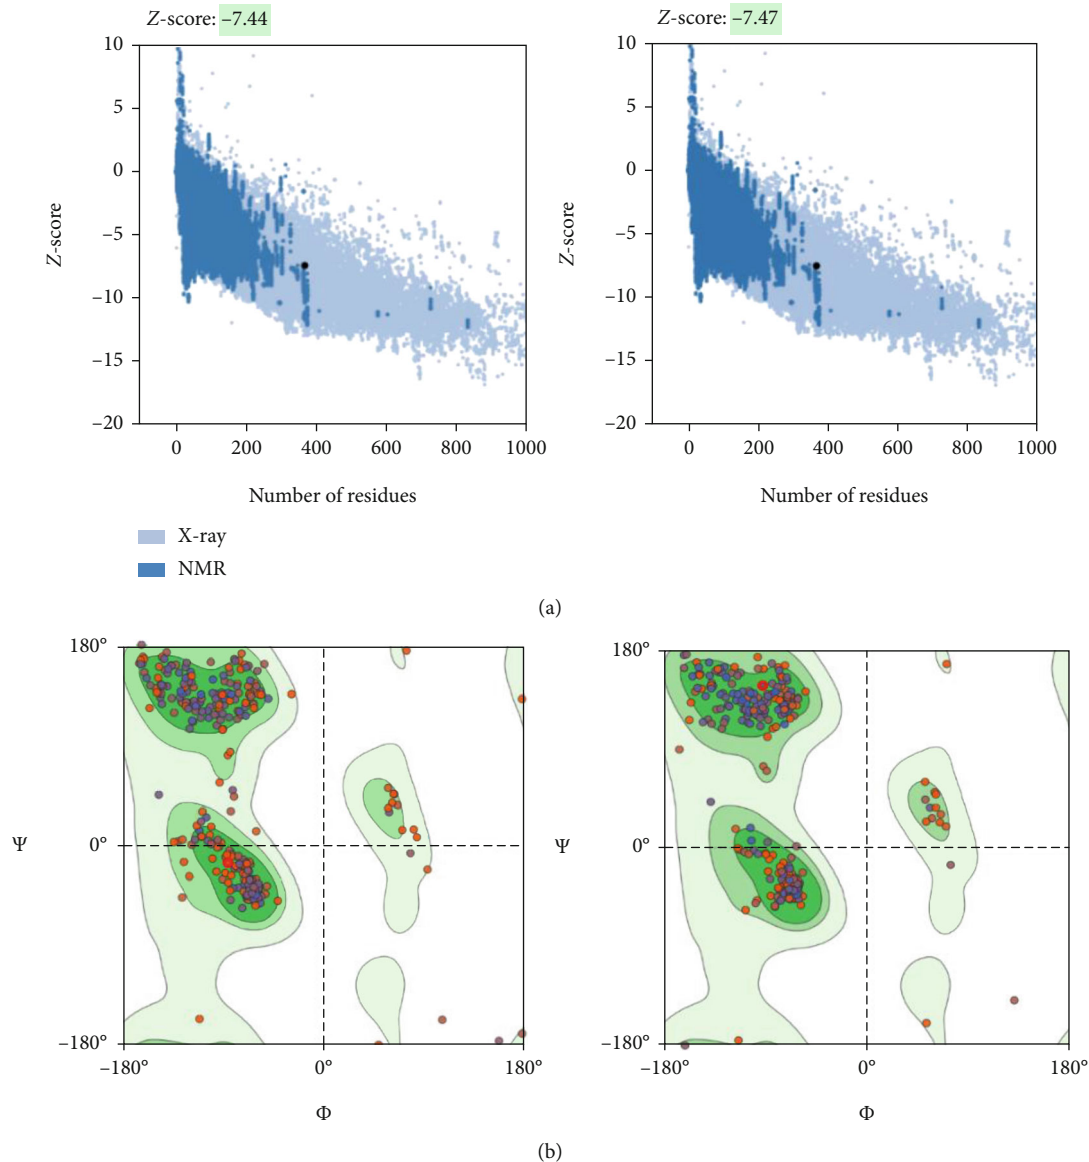 Z-score: –7.44
Z-score: –7.47
10
5
0
–5
–10
–15
–20
Z-score
0 200 400 600 800 1000
Number of residues
10
5
0
–5
–10
–15
–20
Z-score
0 200 400 600 800 1000
Number of residues
X-ray
NMR
(a)
180°
0°
–180°
Ψ
–180° 0° 180°
Φ
180°
0°
–180°
Ψ
–180° 0° 180°
Φ
(b)